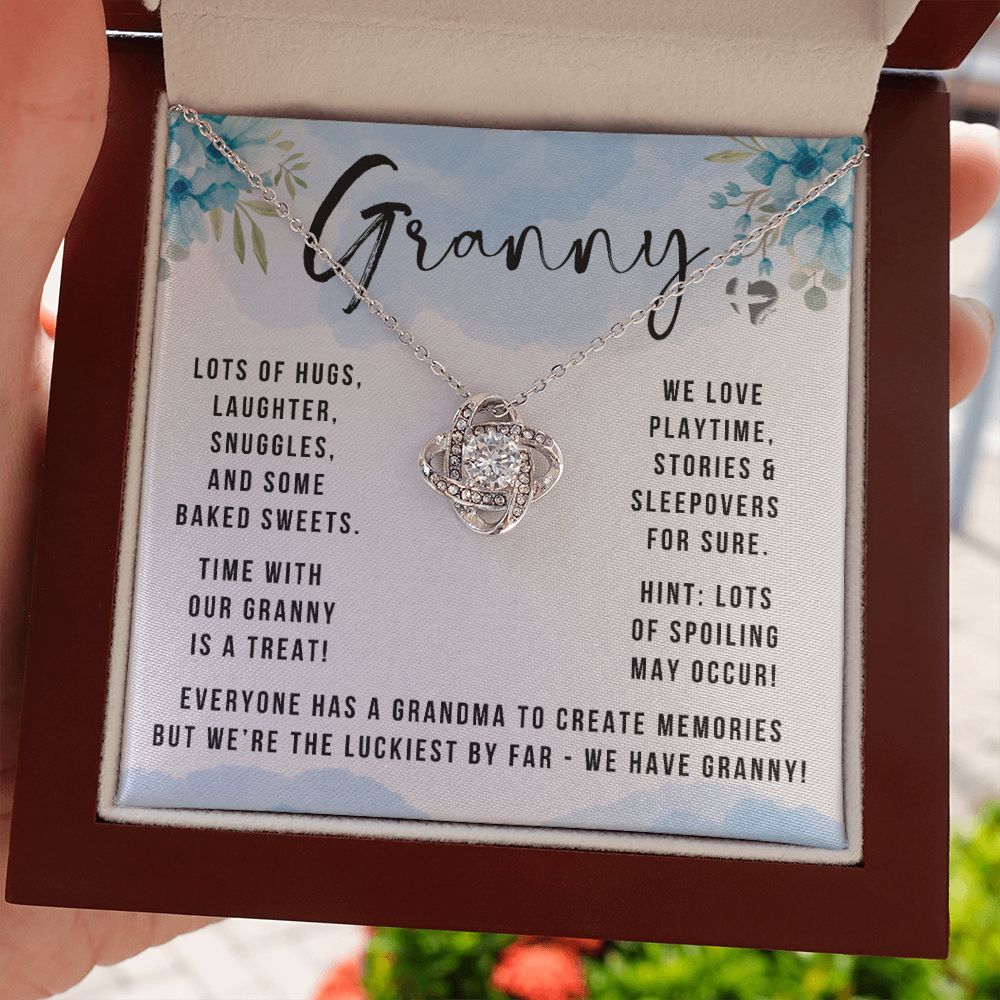 Granny
LOTS OF HUGS,
LAUGHTER,
SNUGGLES,
AND SOME
BAKED SWEETS.
TIME WITH
OUR GRANNY
IS A TREAT!
WE LOVE
PLAYTIME,
STORIES &
SLEEPOVERS
FOR SURE.
HINT: LOTS
OF SPOILING
MAY OCCUR!
EVERYONE HAS A GRANDMA TO CREATE MEMORIES
BUT WE'RE THE LUCKIEST BY FAR - WE HAVE GRANNY!